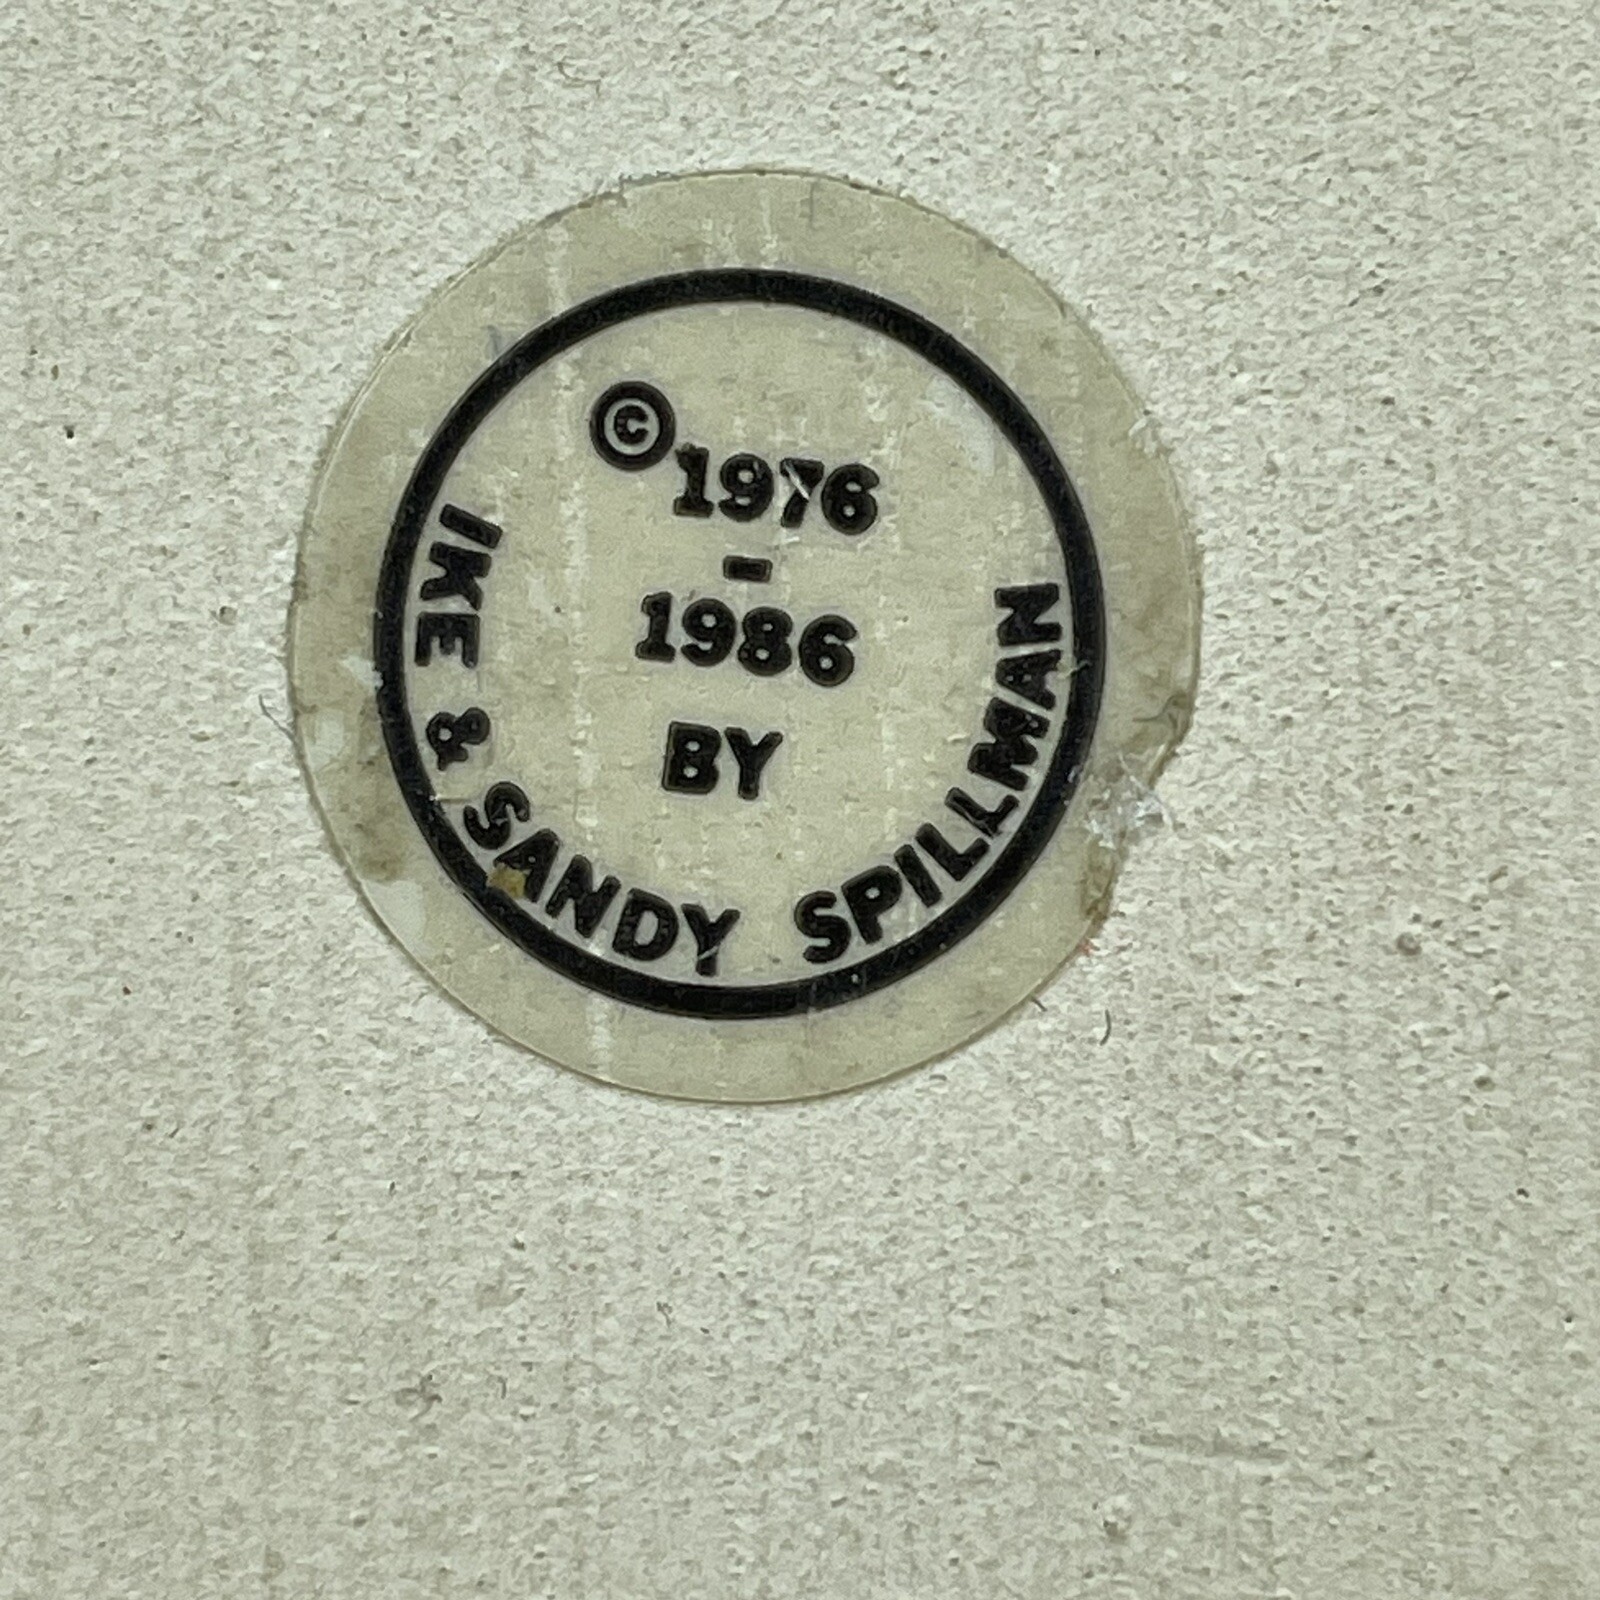 © 1976
-
1986
BY
IKE & SANDY SPILLMAN